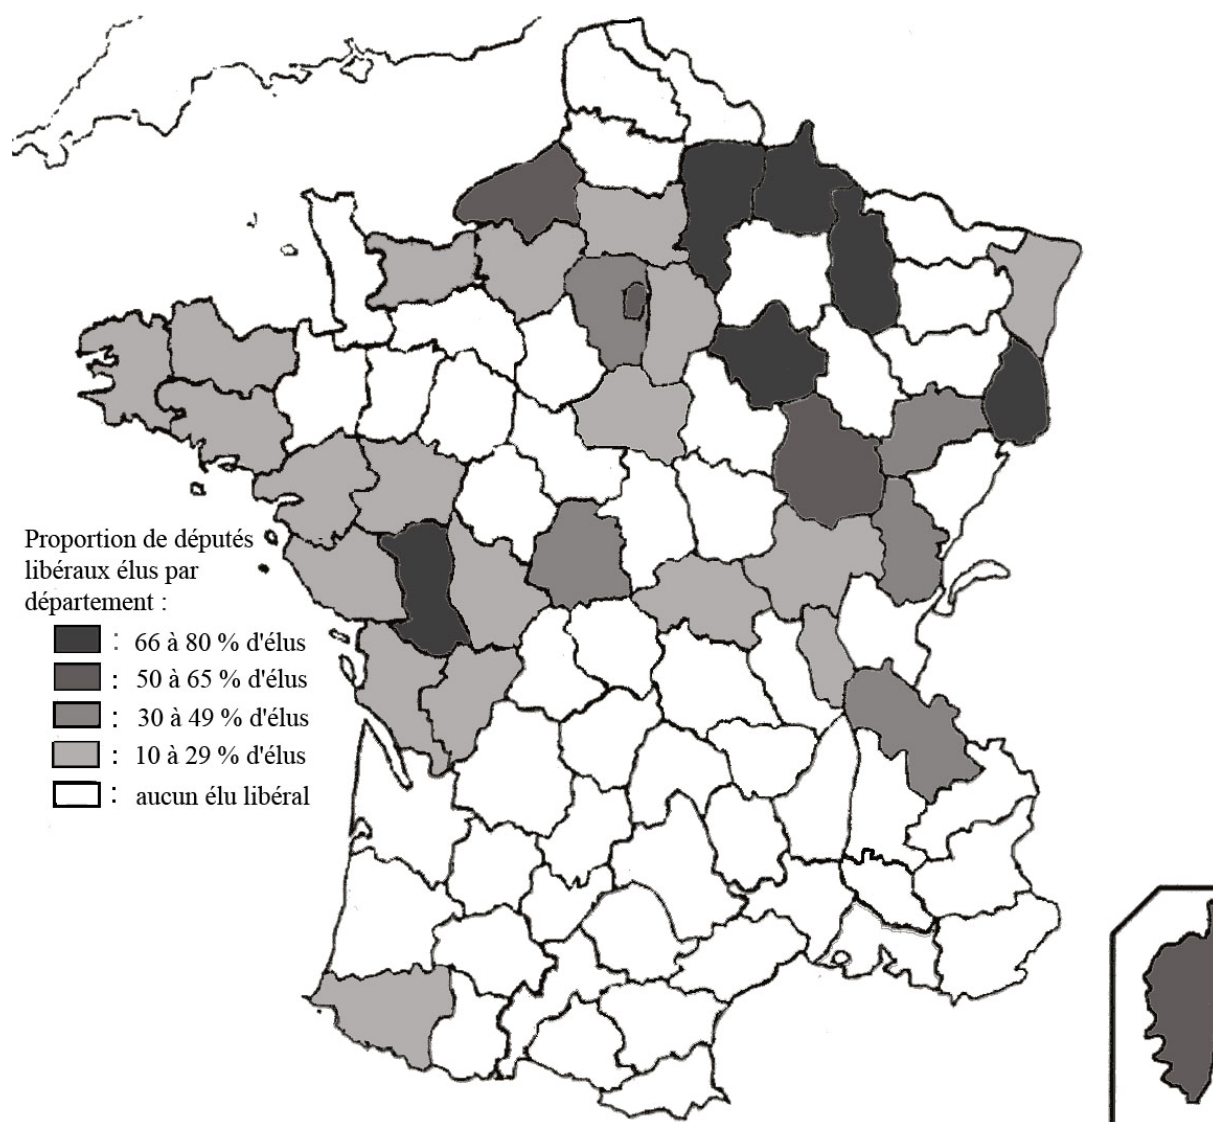 Proportion de députés
libéraux élus par
département :
: 66 à 80 % d'élus
: 50 à 65 % d'élus
: 30 à 49 % d'élus
: 10 à 29 % d'élus
: aucun élu libéral